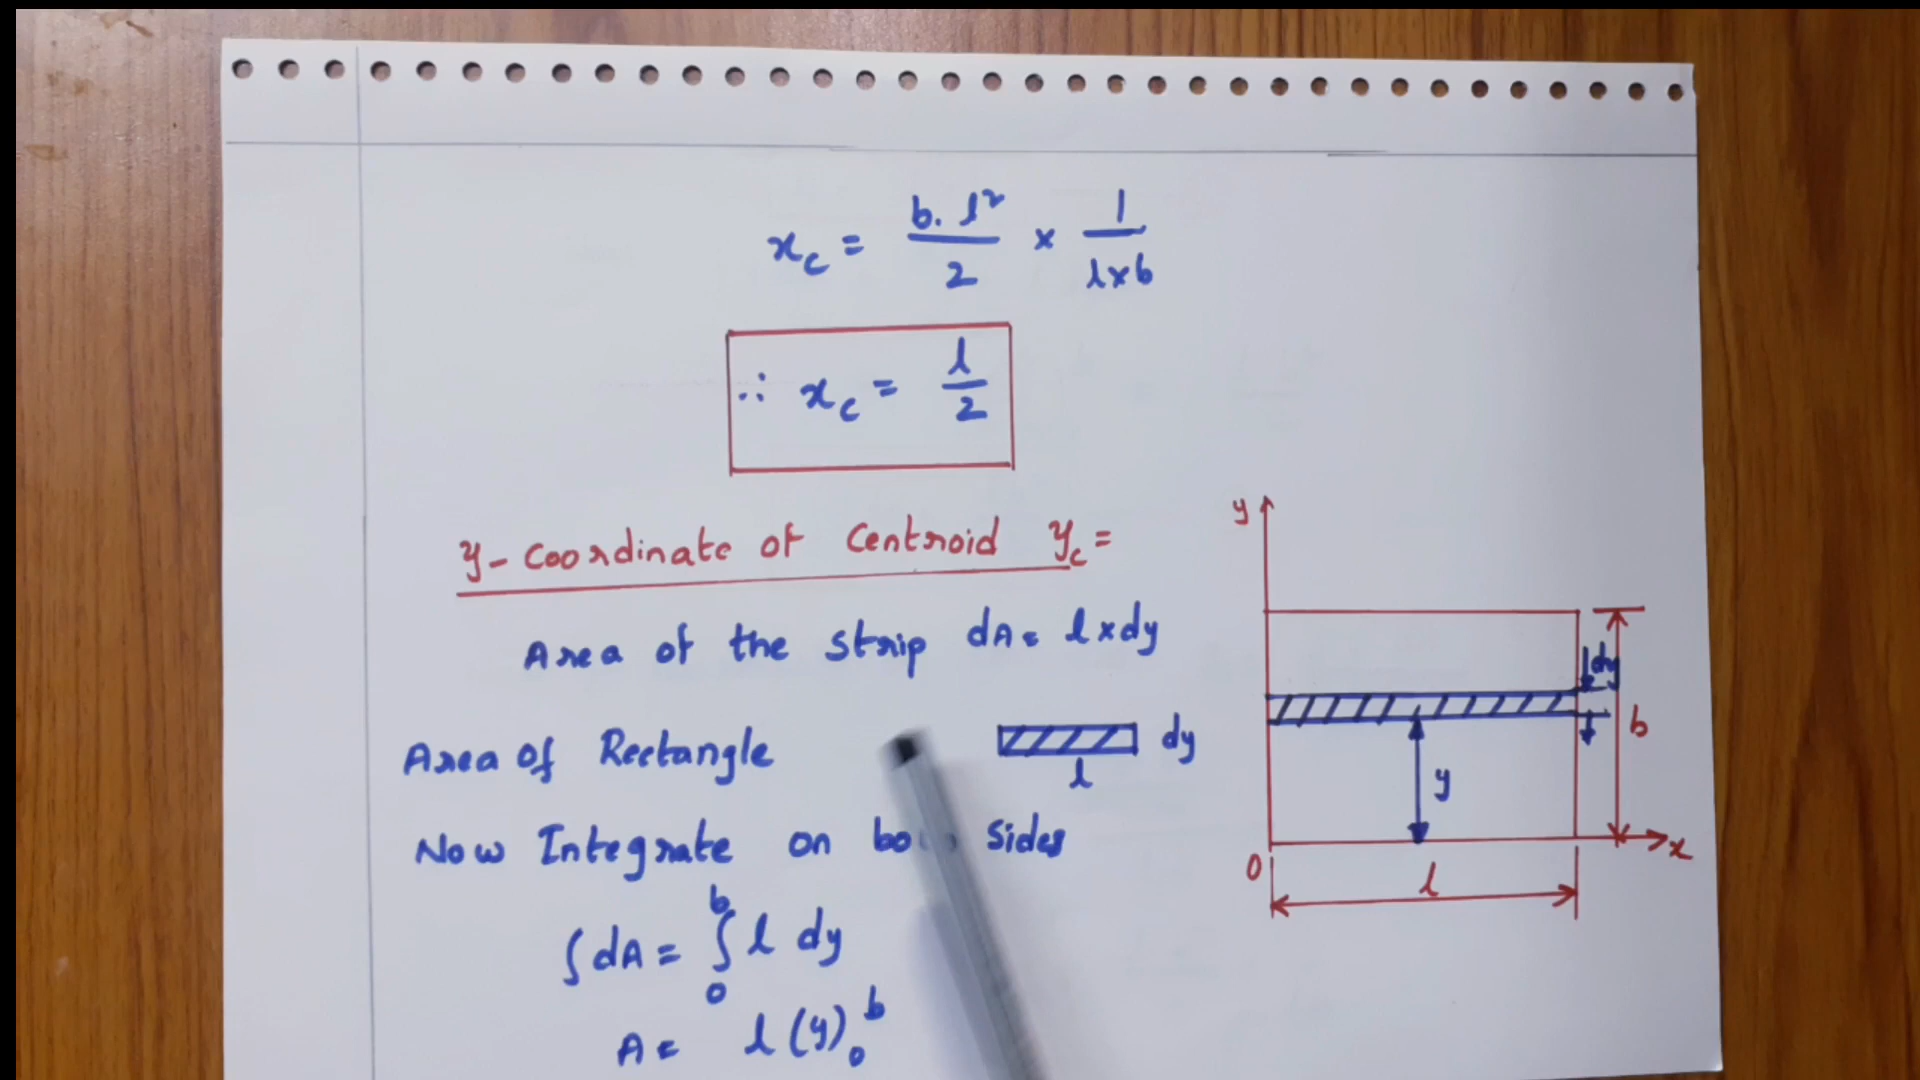 x_c = b. l² / 2 × 1 / l×b
∴ x_c = l / 2
y- Coordinate of Centroid y_c =
Area of the strip dA = l×dy
Area of Rectangle
dy
l
Now Integrate on both sides
∫dA = ∫₀ᵇ l dy
A = l (y)₀ᵇ
y
dy
b
y
O
x
l